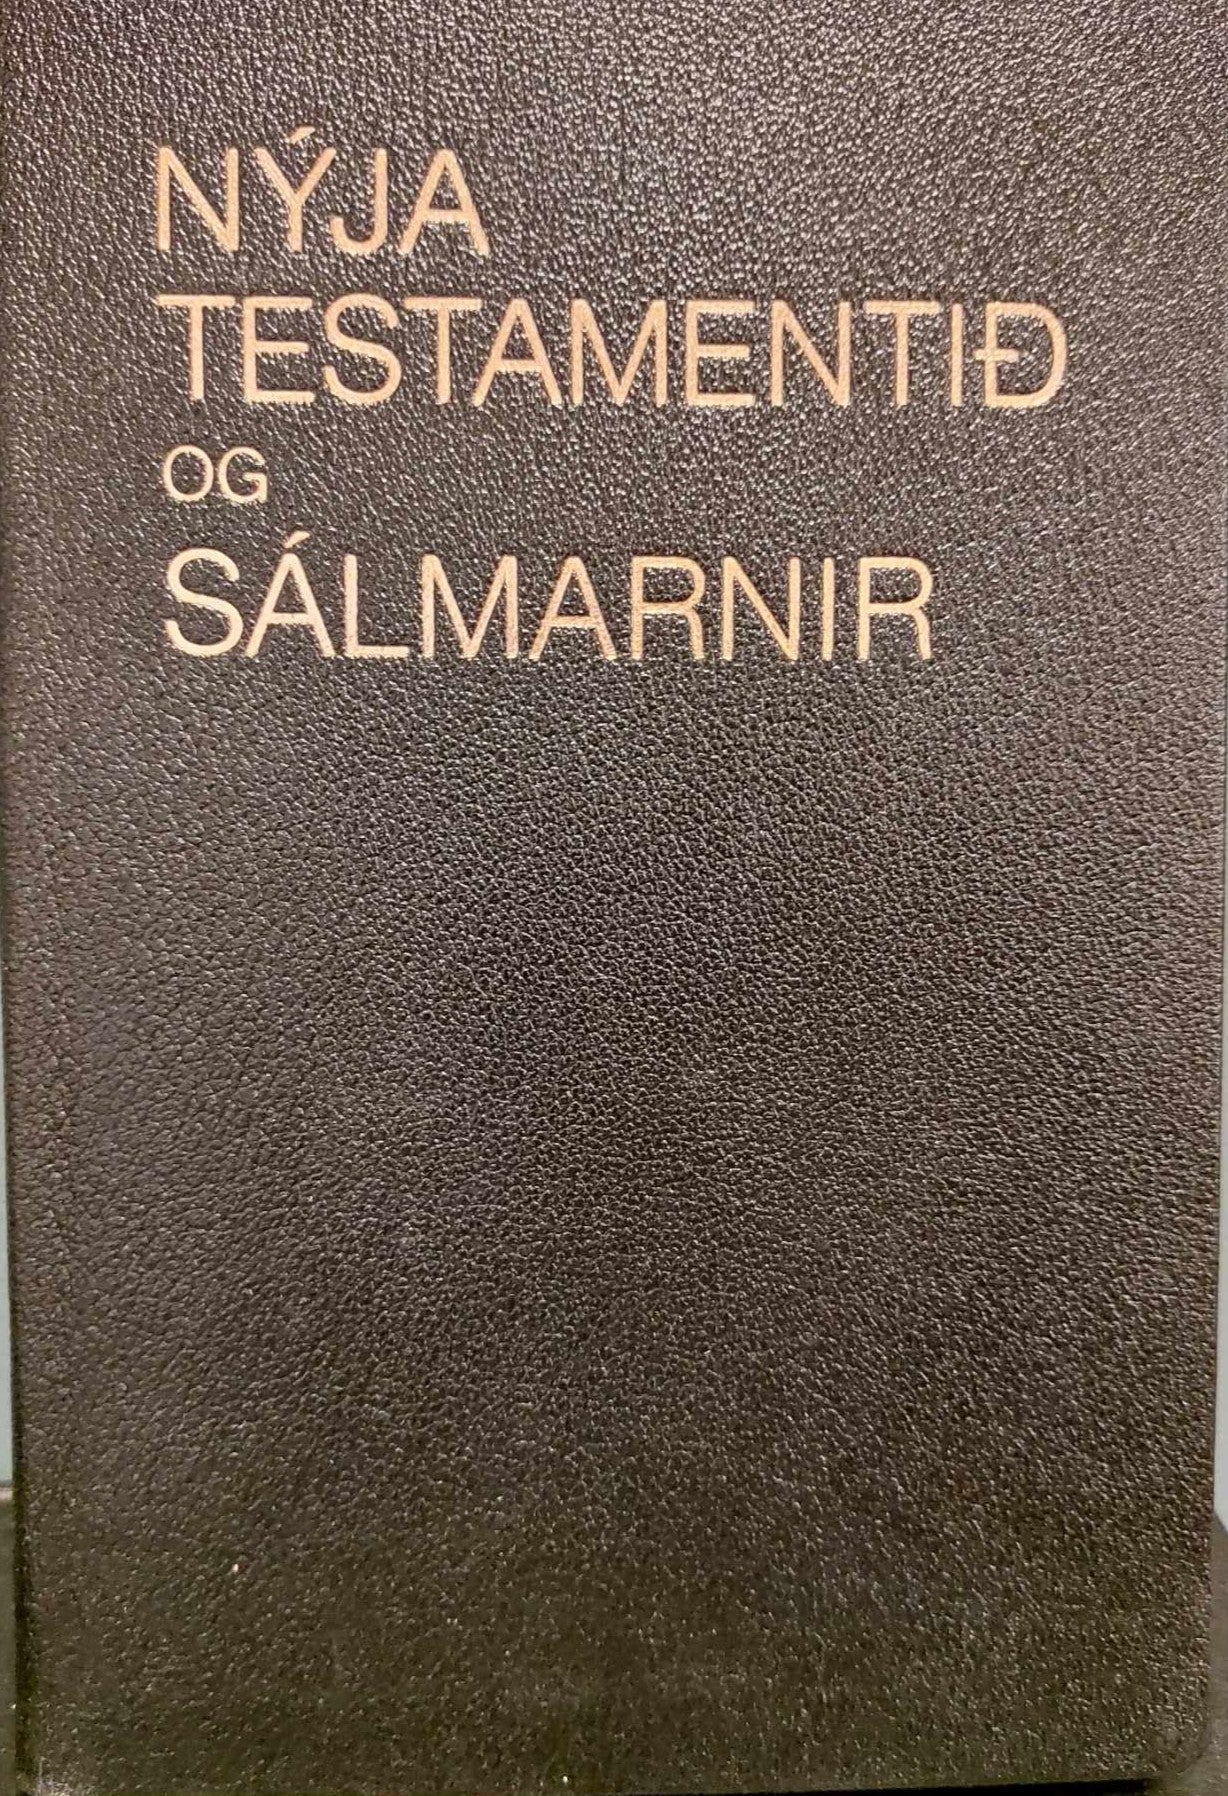 NÝJA
TESTAMENTIÐ
OG
SÁLMARNIR